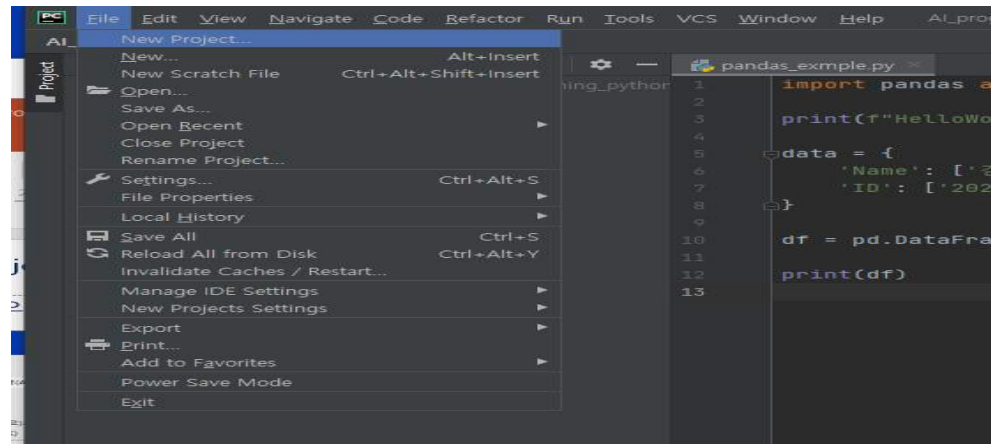 PC File Edit View Navigate Code Refactor Run Tools VCS Window Help AI_pro
AI_
Project
New Project...
New... Alt+Insert
New Scratch File Ctrl+Alt+Shift+Insert
Open...
Save As...
Open Recent
Close Project
Rename Project...
Settings... Ctrl+Alt+S
File Properties
Local History
Save All Ctrl+S
Reload All from Disk Ctrl+Alt+Y
Invalidate Caches / Restart...
Manage IDE Settings
New Projects Settings
Export
Print...
Add to Favorites
Power Save Mode
Exit
ning_python
pandas_exmple.py
1 import pandas a
2
3 print(f"HelloWo
4
5 data = {
6 'Name': ['
7 'ID': ['202
8 }
9
10 df = pd.DataFra
11
12 print(df)
13